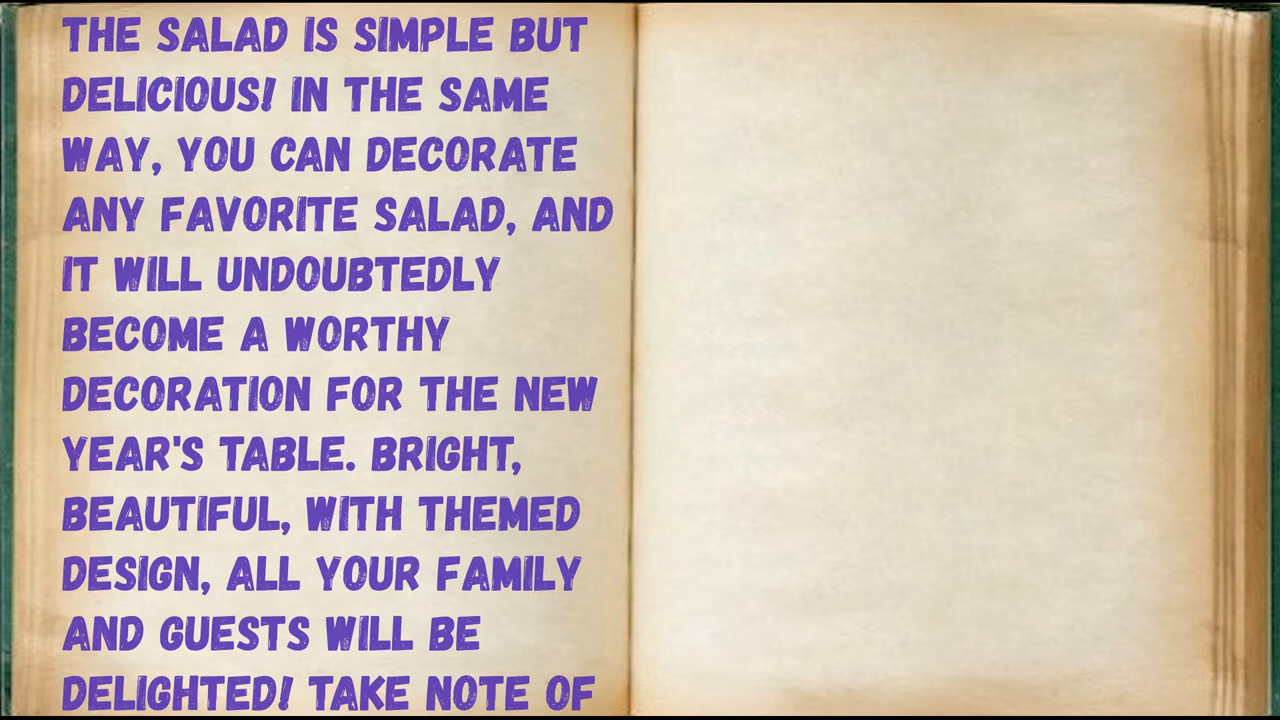 THE SALAD IS SIMPLE BUT
DELICIOUS! IN THE SAME
WAY, YOU CAN DECORATE
ANY FAVORITE SALAD, AND
IT WILL UNDOUBTEDLY
BECOME A WORTHY
DECORATION FOR THE NEW
YEAR'S TABLE. BRIGHT,
BEAUTIFUL, WITH THEMED
DESIGN, ALL YOUR FAMILY
AND GUESTS WILL BE
DELIGHTED! TAKE NOTE OF